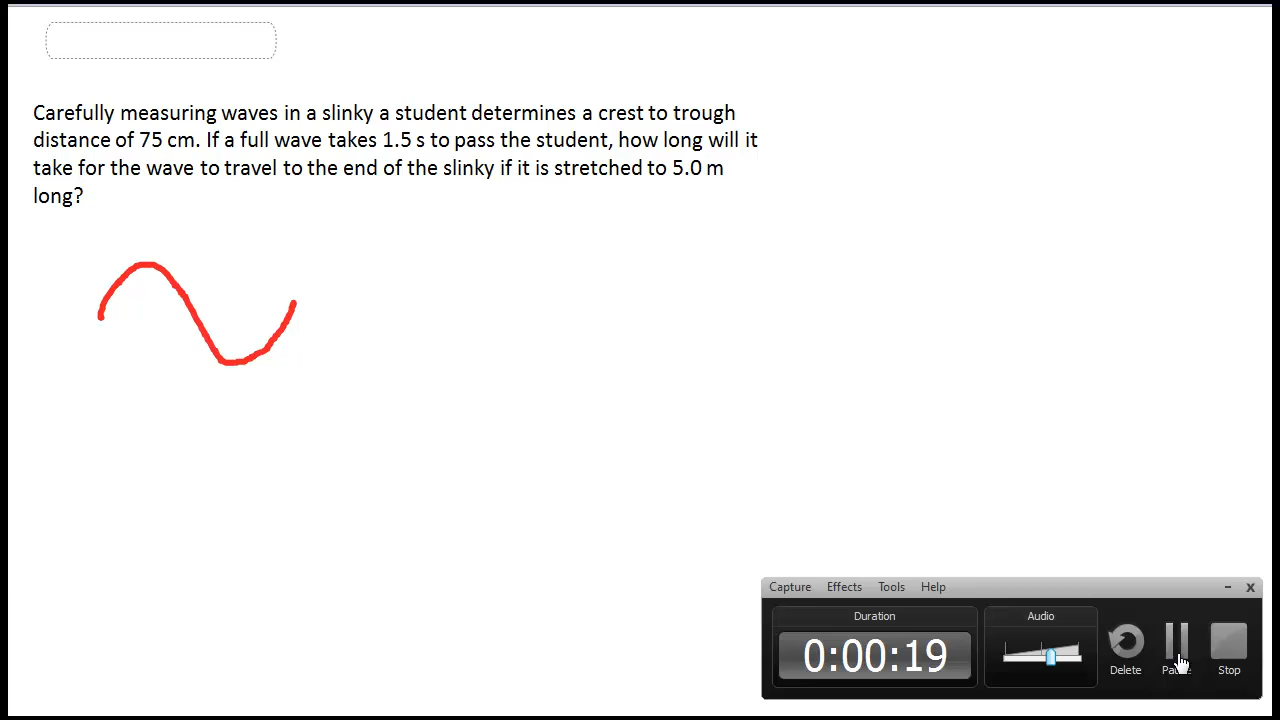 Carefully measuring waves in a slinky a student determines a crest to trough
distance of 75 cm. If a full wave takes 1.5 s to pass the student, how long will it
take for the wave to travel to the end of the slinky if it is stretched to 5.0 m
long?
Capture Effects Tools Help
Duration Audio
0:00:19
Delete Pause Stop